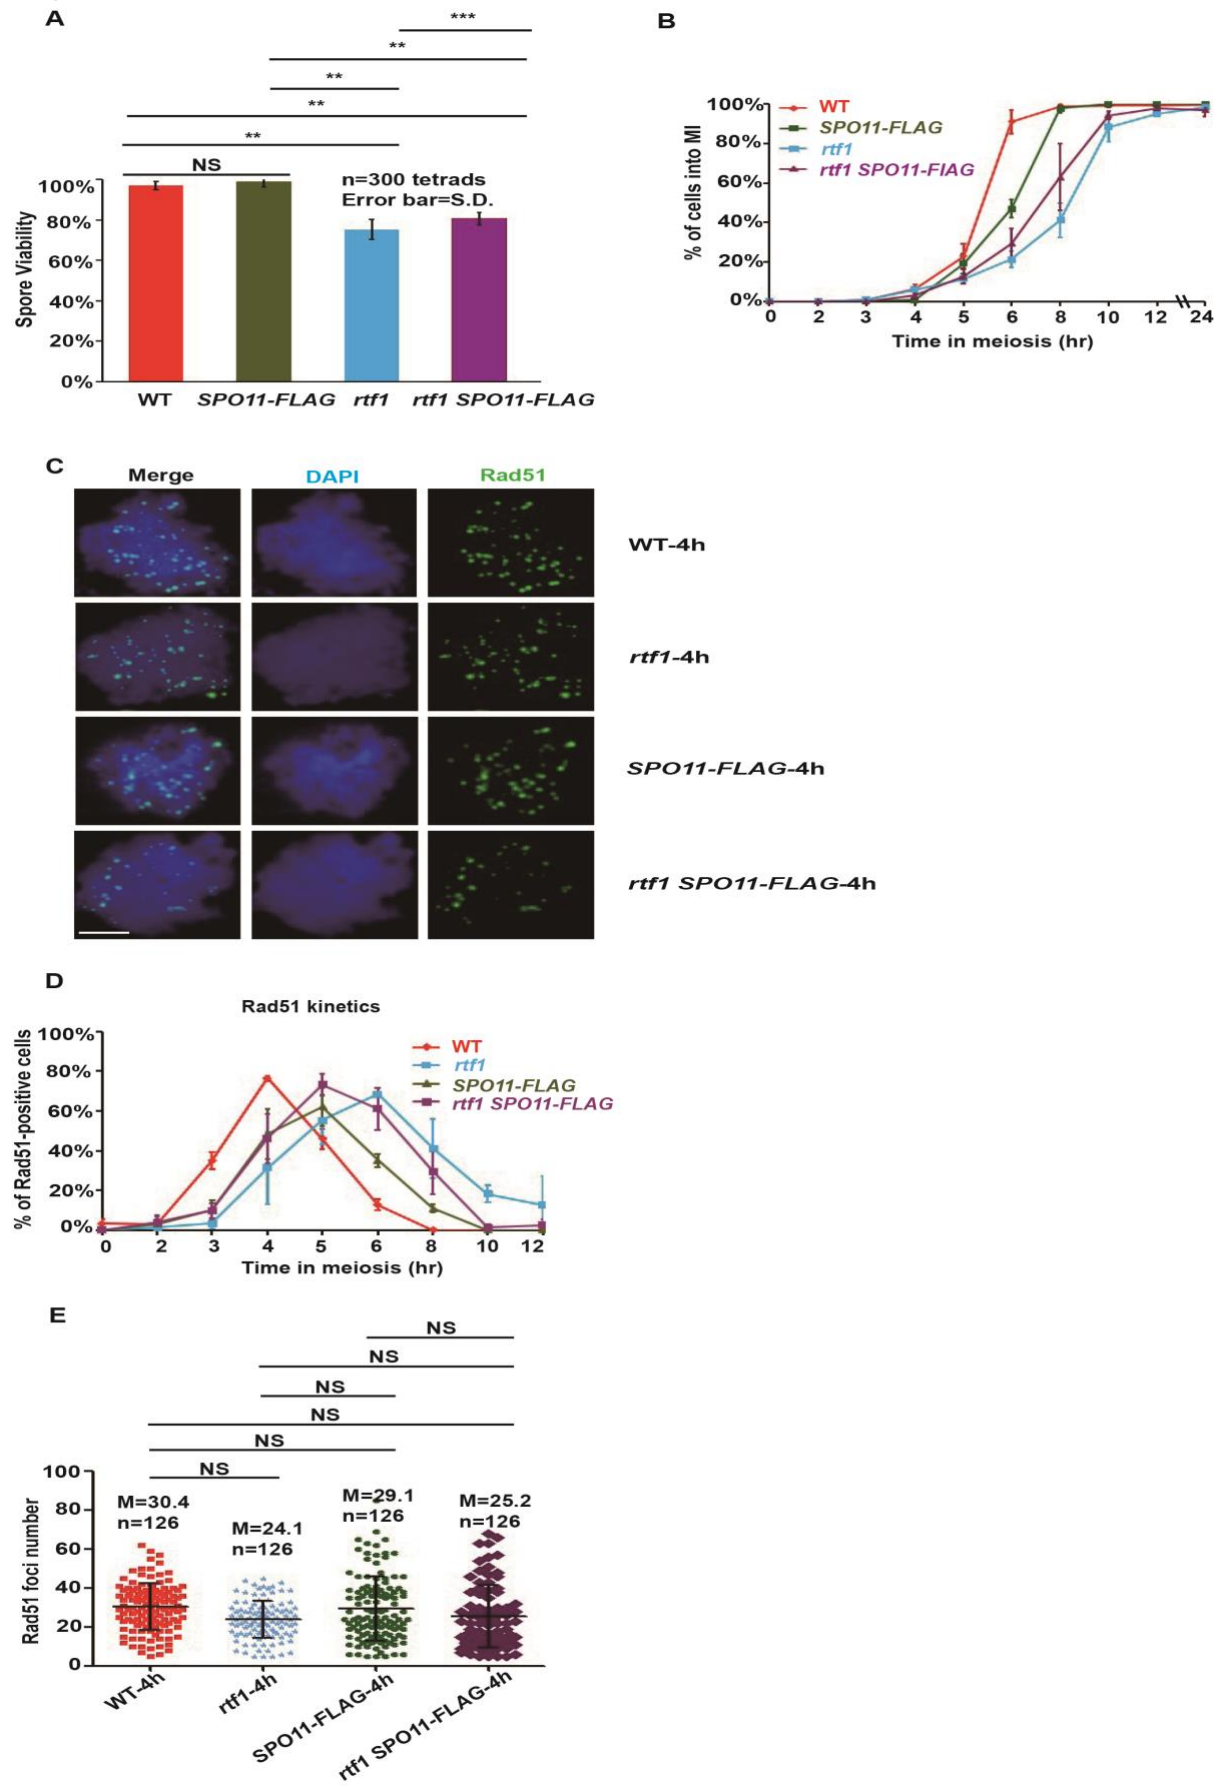 A
***
**
**
**
**
NS
n=300 tetrads
Error bar=S.D.
100%
80%
60%
40%
20%
0%
Spore Viability
WT SPO11-FLAG rtf1 rtf1 SPO11-FLAG
B
WT
SPO11-FLAG
rtf1
rtf1 SPO11-FlAG
100%
80%
60%
40%
20%
0%
% of cells into MI
0 2 3 4 5 6 8 10 12 24
Time in meiosis (hr)
C
Merge DAPI Rad51
WT-4h
rtf1-4h
SPO11-FLAG-4h
rtf1 SPO11-FLAG-4h
D
Rad51 kinetics
WT
rtf1
SPO11-FLAG
rtf1 SPO11-FLAG
100%
80%
60%
40%
20%
0%
% of Rad51-positive cells
0 2 3 4 5 6 8 10 12
Time in meiosis (hr)
E
NS
NS
NS
NS
NS
NS
100
80
60
40
20
0
Rad51 foci number
M=30.4
n=126
M=24.1
n=126
M=29.1
n=126
M=25.2
n=126
WT-4h
rtf1-4h
SPO11-FLAG-4h
rtf1 SPO11-FLAG-4h